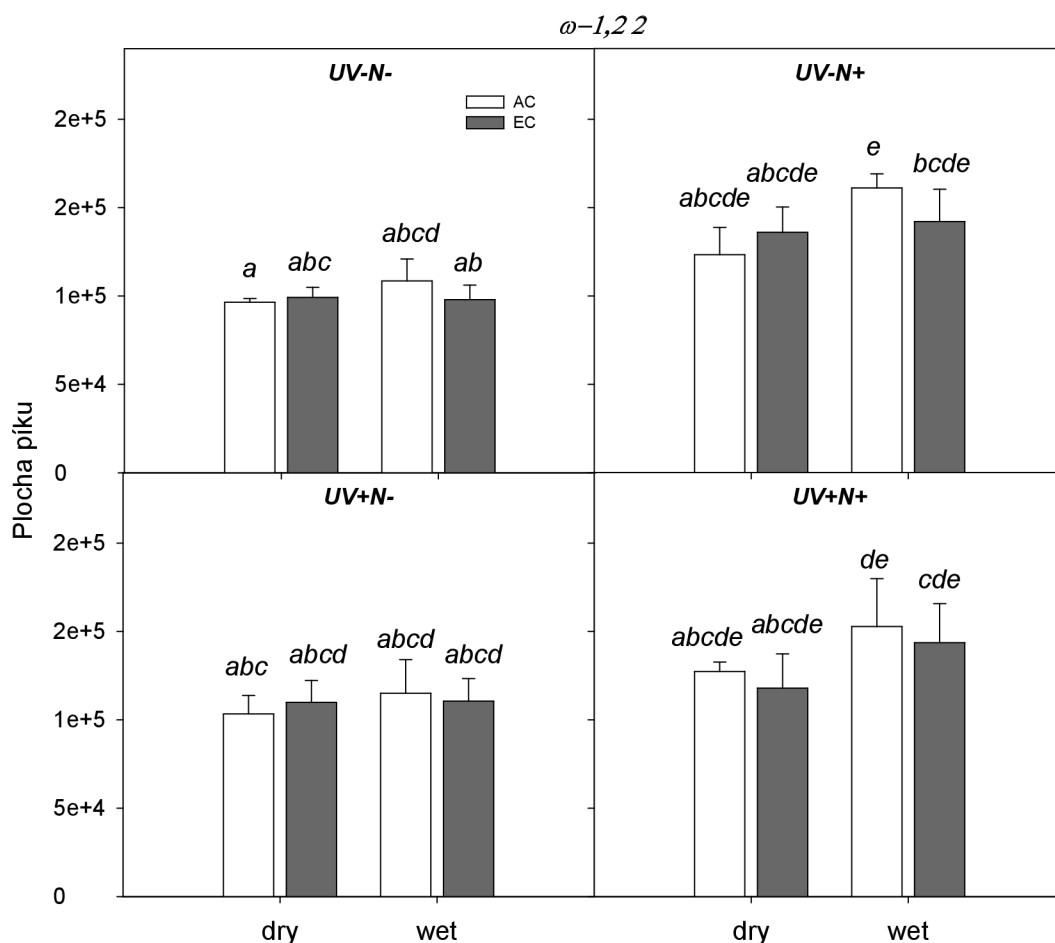 ω−1,2 2
UV-N-
UV-N+
AC
EC
2e+5
2e+5
1e+5
5e+4
0
a
abc
abcd
ab
abcde
abcde
e
bcde
Plocha píku
UV+N-
UV+N+
2e+5
2e+5
1e+5
5e+4
0
abc
abcd
abcd
abcd
abcde
abcde
de
cde
dry
wet
dry
wet